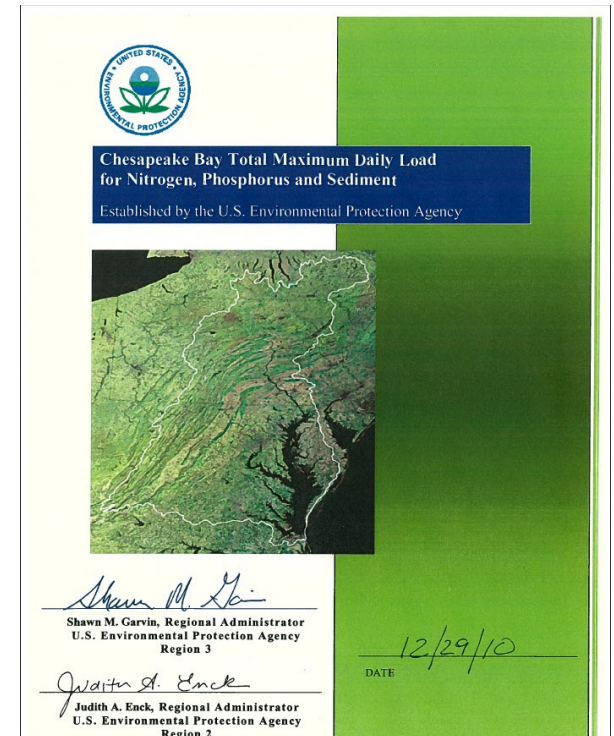 UNITED STATES
ENVIRONMENTAL PROTECTION AGENCY
Chesapeake Bay Total Maximum Daily Load
for Nitrogen, Phosphorus and Sediment
Established by the U.S. Environmental Protection Agency
Shawn M. Garvin, Regional Administrator
U.S. Environmental Protection Agency
Region 3
12/29/10
DATE
Judith A. Enck
Judith A. Enck, Regional Administrator
U.S. Environmental Protection Agency
Region 2